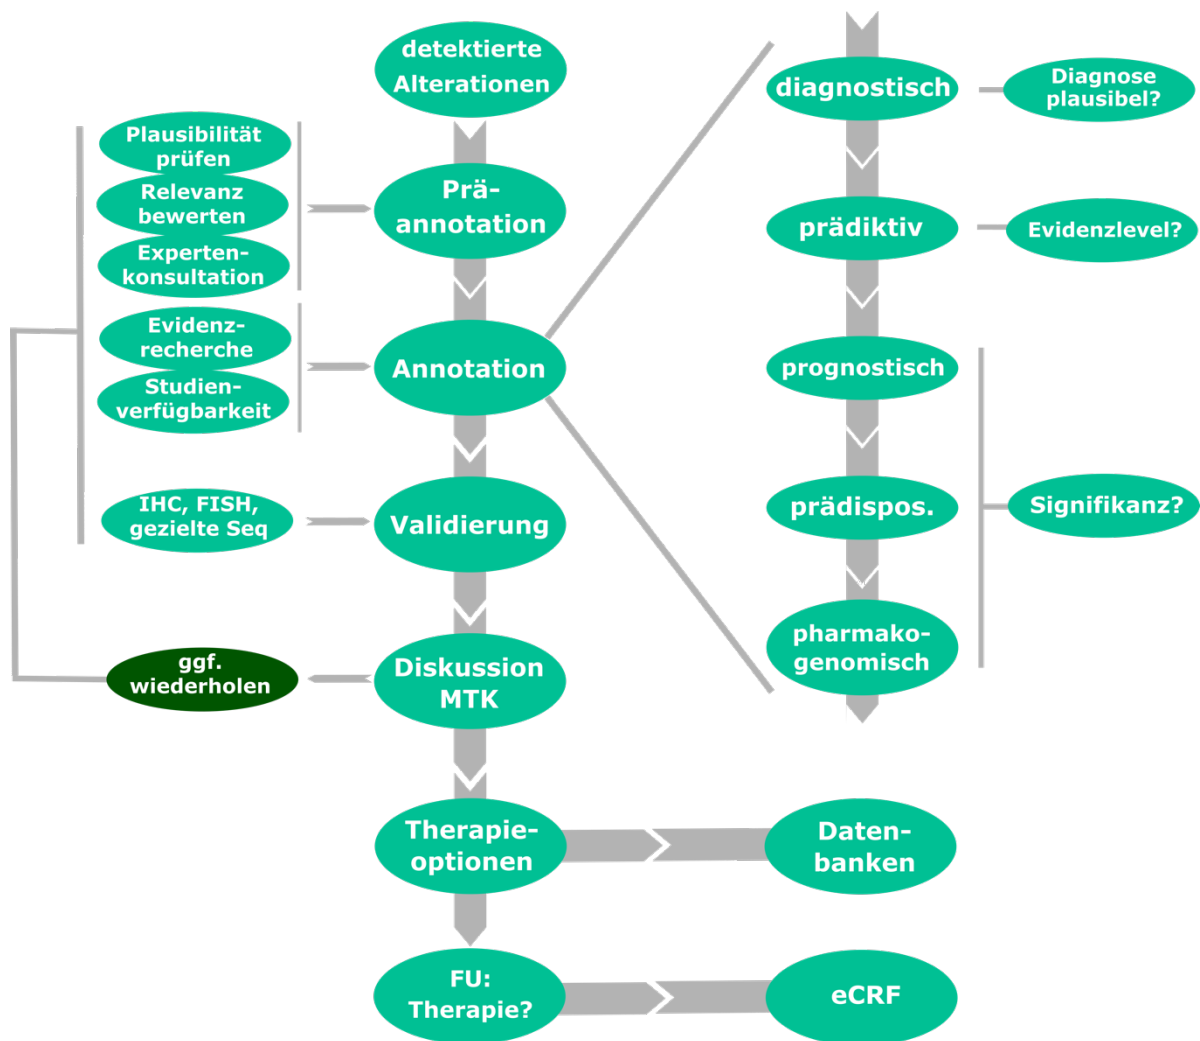 detektierte
Alterationen
Plausibilität
prüfen
Relevanz
bewerten
Experten-
konsultation
Prä-
annotation
Evidenz-
recherche
Studien-
verfügbarkeit
Annotation
IHC, FISH,
gezielte Seq
Validierung
ggf.
wiederholen
Diskussion
MTK
Therapie-
optionen
Daten-
banken
FU:
Therapie?
eCRF
diagnostisch
Diagnose
plausibel?
prädiktiv
Evidenzlevel?
prognostisch
prädispos.
Signifikanz?
pharmako-
genomisch